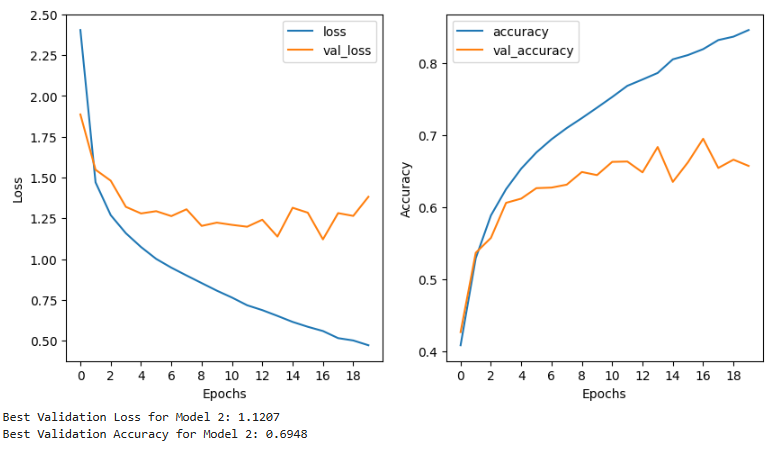 2.50
2.25
2.00
1.75
1.50
1.25
1.00
0.75
0.50
Loss
loss
val_loss
0 2 4 6 8 10 12 14 16 18
Epochs
0.8
0.7
0.6
0.5
0.4
Accuracy
accuracy
val_accuracy
0 2 4 6 8 10 12 14 16 18
Epochs
Best Validation Loss for Model 2: 1.1207
Best Validation Accuracy for Model 2: 0.6948